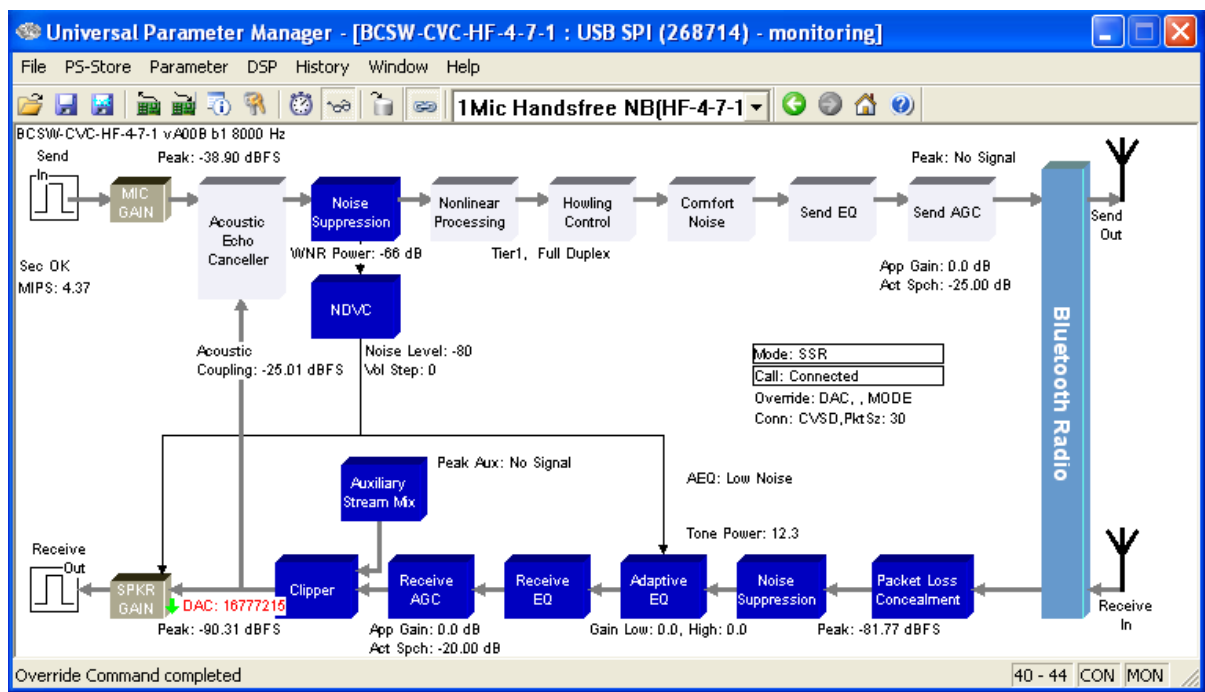 Universal Parameter Manager - [BCSW-CVC-HF-4-7-1 : USB SPI (268714) - monitoring]
File PS-Store Parameter DSP History Window Help
1Mic Handsfree NB(HF-4-7-1
BCSW-CVC-HF-4-7-1 vA00B b1 8000 Hz
Send
In
Peak: -38.90 dBFS
Peak: No Signal
MIC
GAIN
Acoustic
Echo
Canceller
Noise
Suppression
Nonlinear
Processing
Howling
Control
Comfort
Noise
Send EQ
Send AGC
Send
Out
WNR Power: -66 dB
Tier1, Full Duplex
Sec OK
MIPS: 4.37
App Gain: 0.0 dB
Act Spch: -25.00 dB
NDVC
Bluetooth Radio
Acoustic
Coupling: -25.01 dBFS
Noise Level: -80
Vol Step: 0
Mode: SSR
Call: Connected
Override: DAC, , MODE
Conn: CVSD,PktSz: 30
Peak Aux: No Signal
Auxiliary
Stream Mix
AEQ: Low Noise
Tone Power: 12.3
Receive
Out
SPKR
GAIN
DAC: 16777215
Clipper
Receive
AGC
Receive
EQ
Adaptive
EQ
Noise
Suppression
Packet Loss
Concealment
Receive
In
Peak: -90.31 dBFS
App Gain: 0.0 dB
Act Spch: -20.00 dB
Gain Low: 0.0, High: 0.0
Peak: -81.77 dBFS
Override Command completed
40 - 44 CON MON